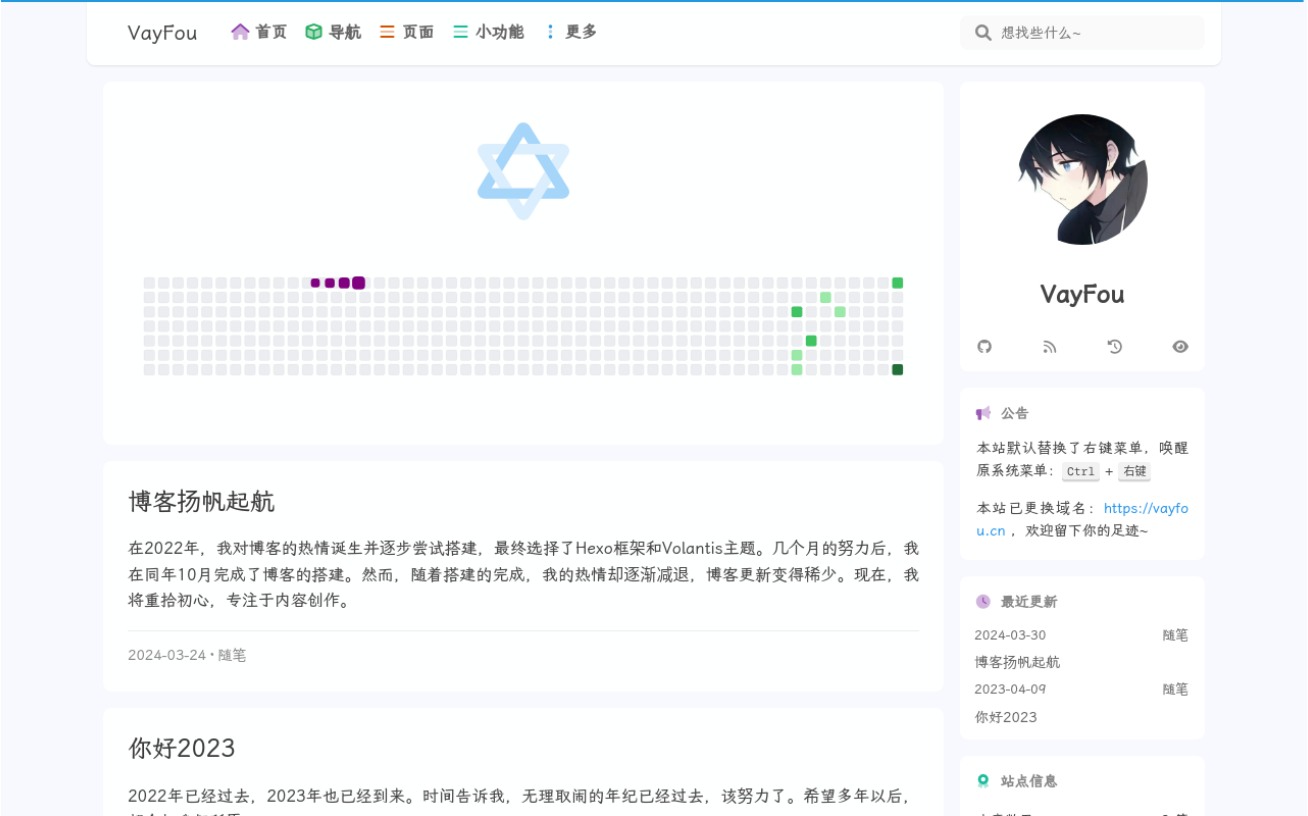 VayFou 首页 导航 页面 小功能 更多 想找些什么~
VayFou
公告
本站默认替换了右键菜单，唤醒
原系统菜单： Ctrl + 右键
本站已更换域名：https://vayfo
u.cn ，欢迎留下你的足迹~
博客扬帆起航
在2022年，我对博客的热情诞生并逐步尝试搭建，最终选择了Hexo框架和Volantis主题。几个月的努力后，我
在同年10月完成了博客的搭建。然而，随着搭建的完成，我的热情却逐渐减退，博客更新变得稀少。现在，我
将重拾初心，专注于内容创作。
2024-03-24 • 随笔
最近更新
2024-03-30 随笔
博客扬帆起航
2023-04-09 随笔
你好2023
你好2023
2022年已经过去，2023年也已经到来。时间告诉我，无理取闹的年纪已经过去，该努力了。希望多年以后，
站点信息